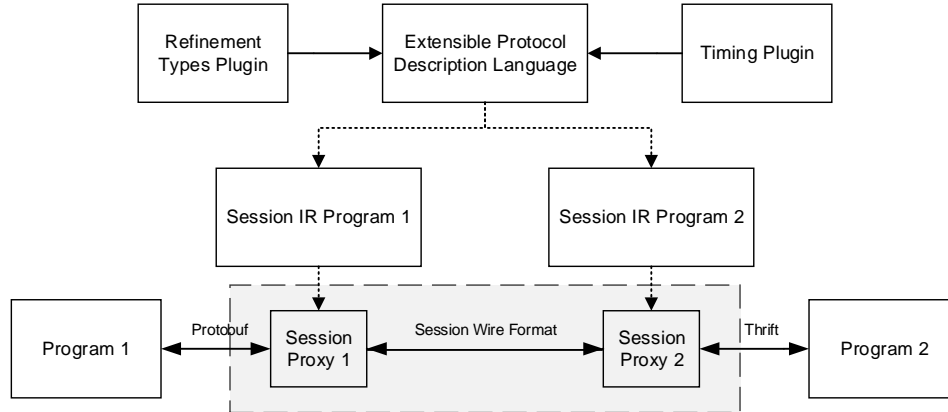 Refinement
Types Plugin
Extensible Protocol
Description Language
Timing Plugin
Session IR Program 1
Session IR Program 2
Program 1
Protobuf
Session
Proxy 1
Session Wire Format
Session
Proxy 2
Thrift
Program 2